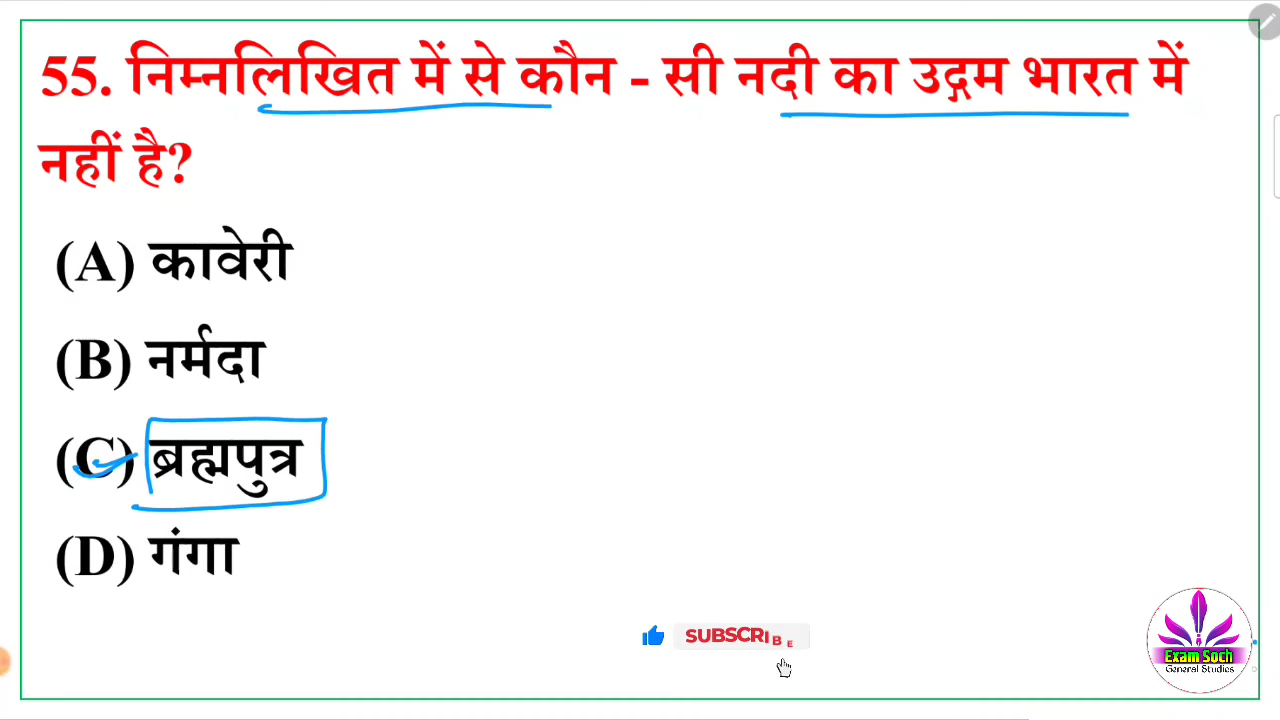 55. निम्नलिखित में से कौन - सी नदी का उद्गम भारत में
नहीं है?
(A) कावेरी
(B) नर्मदा
(C) ब्रह्मपुत्र
(D) गंगा
SUBSCRIBE
Exam Soch
General Studies